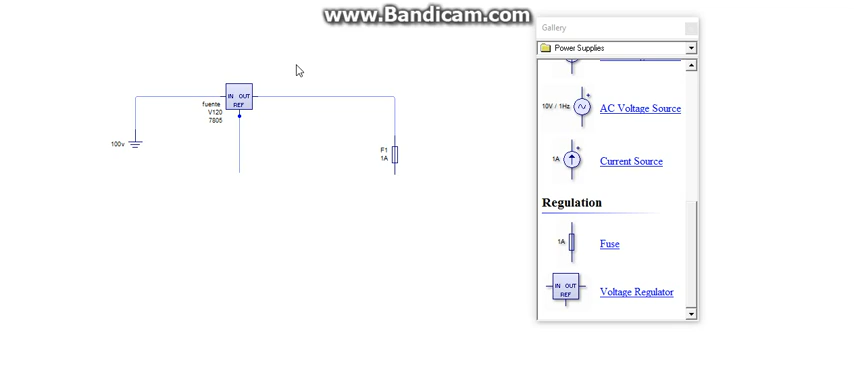 www.Bandicam.com
Gallery
Power Supplies
10V / 1Hz
AC Voltage Source
1A
Current Source
Regulation
1A
Fuse
IN OUT
REF
Voltage Regulator
IN OUT
REF
fuente
V120
7805
100v
F1
1A